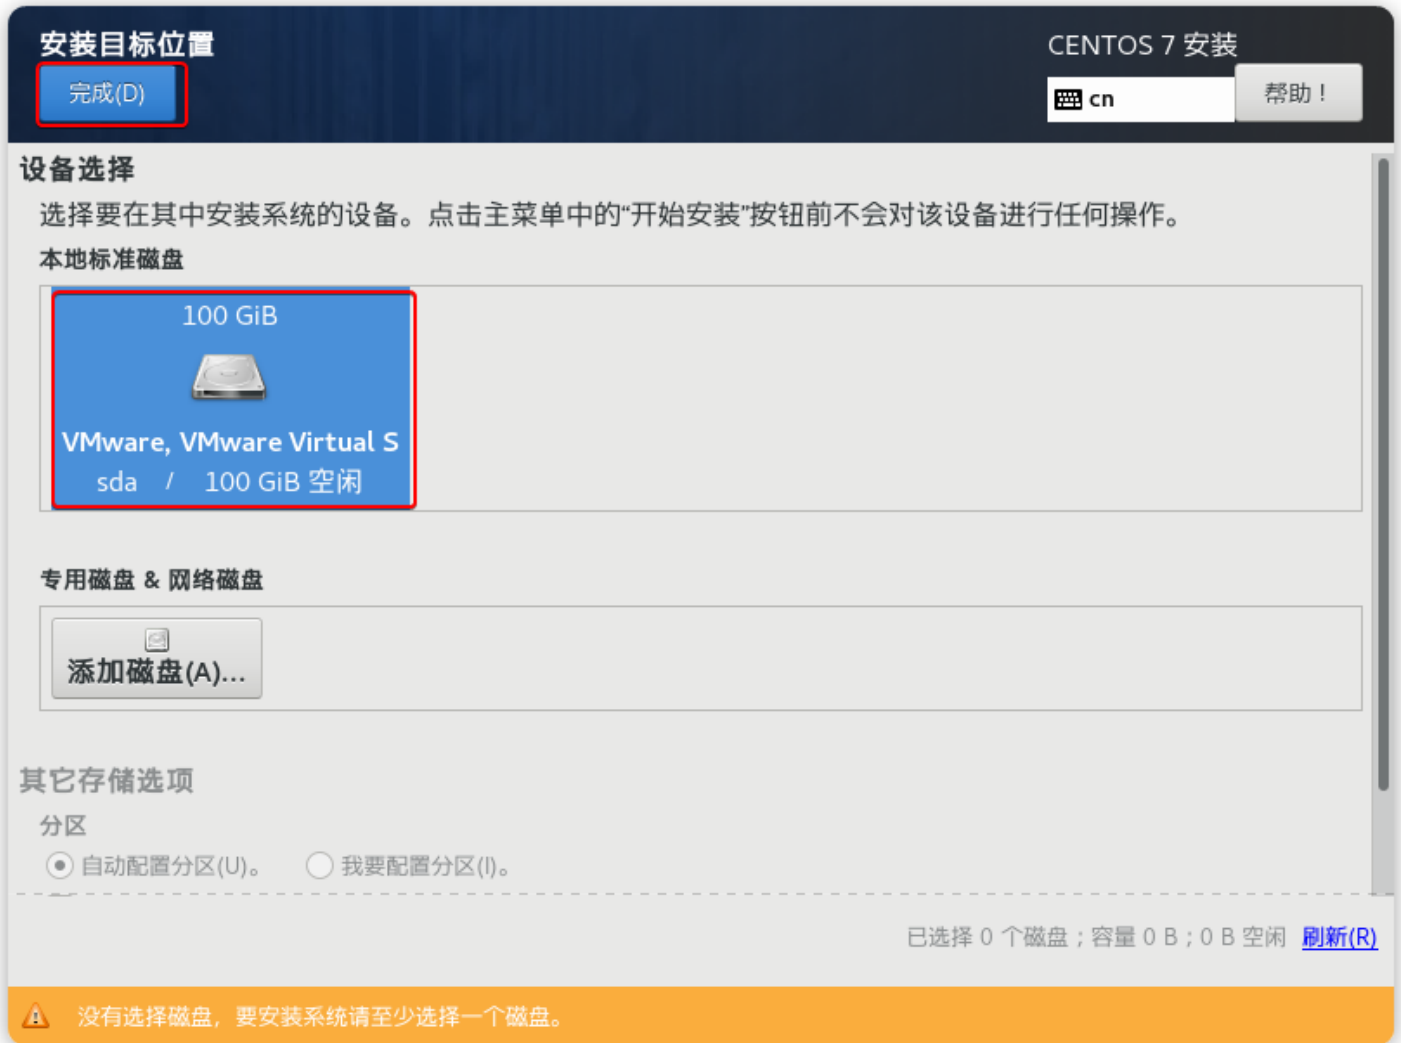 安装目标位置
CENTOS 7 安装
完成(D)
cn
帮助！
设备选择
选择要在其中安装系统的设备。点击主菜单中的“开始安装”按钮前不会对该设备进行任何操作。
本地标准磁盘
100 GiB
VMware, VMware Virtual S
sda / 100 GiB 空闲
专用磁盘 & 网络磁盘
添加磁盘(A)...
其它存储选项
分区
自动配置分区(U)。 我要配置分区(I)。
已选择 0 个磁盘；容量 0 B；0 B 空闲 刷新(R)
没有选择磁盘，要安装系统请至少选择一个磁盘。